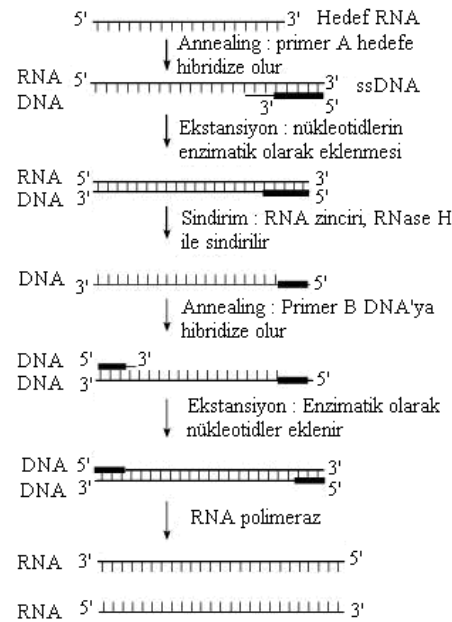 5' 3' Hedef RNA
Annealing : primer A hedefe
hibridize olur
RNA 5' 3' ssDNA
DNA 3' 5'
Ekstansiyon : nükleotidlerin
enzimatik olarak eklenmesi
RNA 5' 3'
DNA 3' 5'
Sindirim : RNA zinciri, RNase H
ile sindirilir
DNA 3' 5'
Annealing : Primer B DNA'ya
hibridize olur
DNA 5' 3'
DNA 3' 5'
Ekstansiyon : Enzimatik olarak
nükleotidler eklenir
DNA 5' 3'
DNA 3' 5'
RNA polimeraz
RNA 3' 5'
RNA 5' 3'